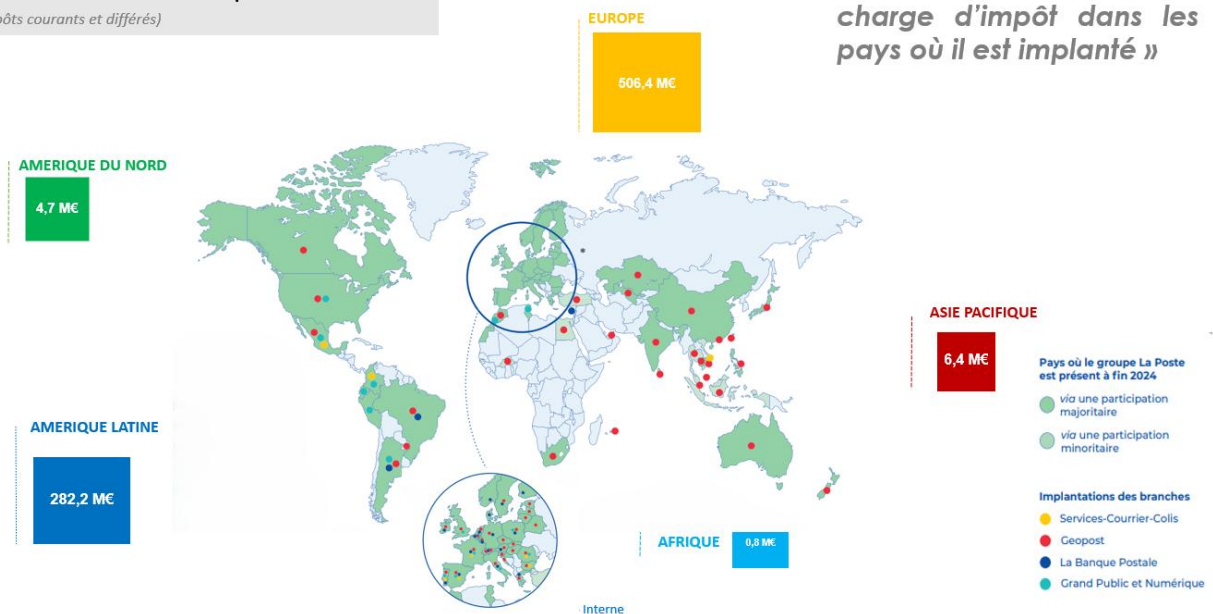 pôts courants et différés)
charge d’impôt dans les
pays où il est implanté »
EUROPE
506,4 M€
AMERIQUE DU NORD
4,7 M€
ASIE PACIFIQUE
6,4 M€
AMERIQUE LATINE
282,2 M€
AFRIQUE
0,8 M€
Pays où le groupe La Poste
est présent à fin 2024
via une participation
majoritaire
via une participation
minoritaire
Implantations des branches
Services-Courrier-Colis
Geopost
La Banque Postale
Grand Public et Numérique
Interne